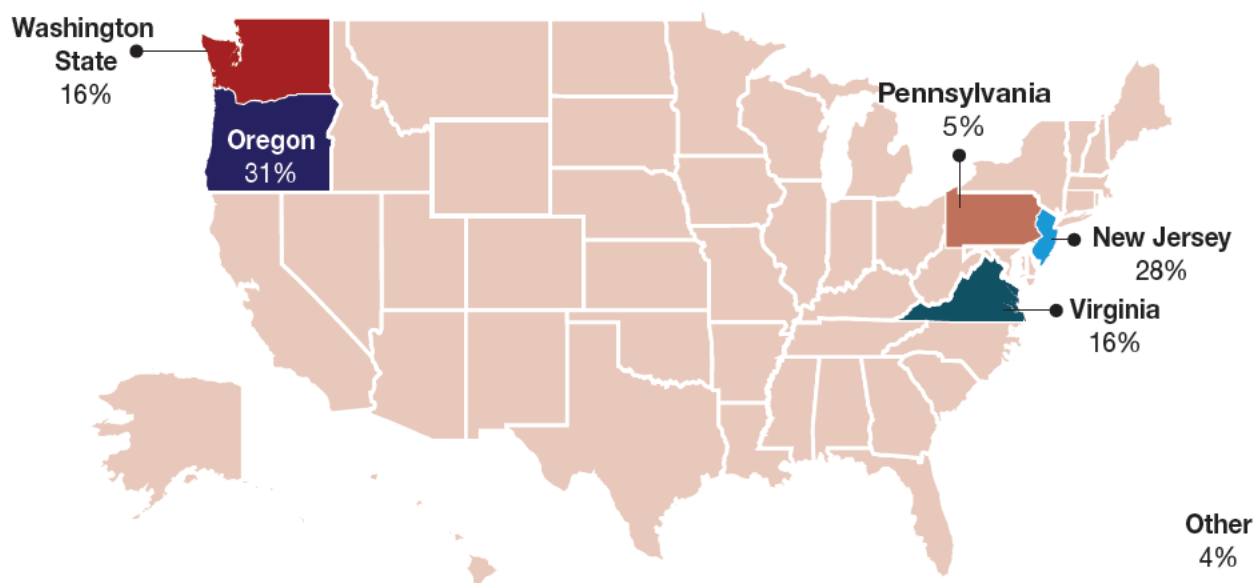 Washington
State
16%
Oregon
31%
Pennsylvania
5%
New Jersey
28%
Virginia
16%
Other
4%